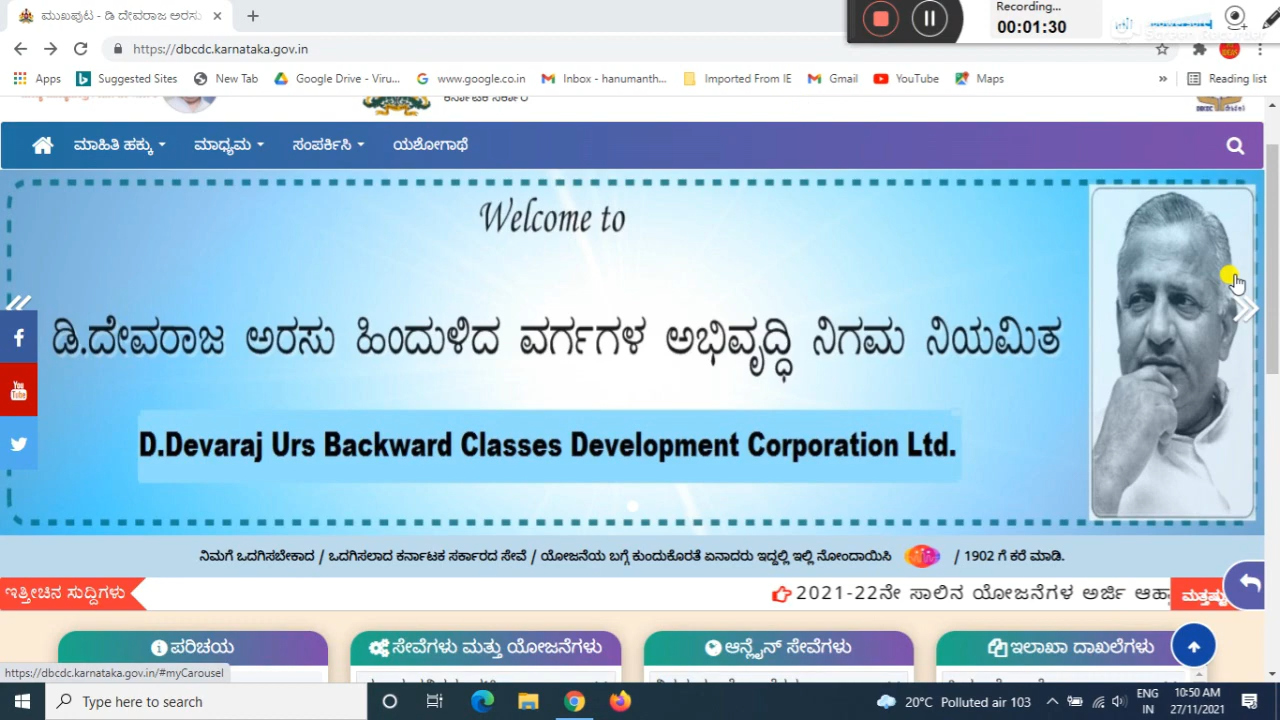 ಮುಖಪುಟ - ಡಿ ದೇವರಾಜ ಅರಸು
Recording...
00:01:30
https://dbcdc.karnataka.gov.in
Apps Suggested Sites New Tab Google Drive - Viru... www.google.co.in Inbox - hanumanth... Imported From IE Gmail YouTube Maps » Reading list
ಕರ್ನಾಟಕ ಸರ್ಕಾರ
ಮಾಹಿತಿ ಹಕ್ಕು ಮಾಧ್ಯಮ ಸಂಪರ್ಕಿಸಿ ಯಶೋಗಾಥೆ
Welcome to
ಡಿ.ದೇವರಾಜ ಅರಸು ಹಿಂದುಳಿದ ವರ್ಗಗಳ ಅಭಿವೃದ್ಧಿ ನಿಗಮ ನಿಯಮಿತ
D.Devaraj Urs Backward Classes Development Corporation Ltd.
You
Tube
ನಿಮಗೆ ಒದಗಿಸಬೇಕಾದ / ಒದಗಿಸಲಾದ ಕರ್ನಾಟಕ ಸರ್ಕಾರದ ಸೇವೆ / ಯೋಜನೆಯ ಬಗ್ಗೆ ಕುಂದುಕೊರತೆ ಏನಾದರು ಇದ್ದಲ್ಲಿ ಇಲ್ಲಿ ನೋಂದಾಯಿಸಿ / 1902 ಗೆ ಕರೆ ಮಾಡಿ.
ಇತ್ತೀಚಿನ ಸುದ್ದಿಗಳು 2021-22ನೇ ಸಾಲಿನ ಯೋಜನೆಗಳ ಅರ್ಜಿ
ಪರಿಚಯ ಸೇವೆಗಳು ಮತ್ತು ಯೋಜನೆಗಳು ಆನ್ಲೈನ್ ಸೇವೆಗಳು ಇಲಾಖಾ ದಾಖಲೆಗಳು
https://dbcdc.karnataka.gov.in/#myCarousel
Type here to search
20°C Polluted air 103
ENG
IN
10:50 AM
27/11/2021